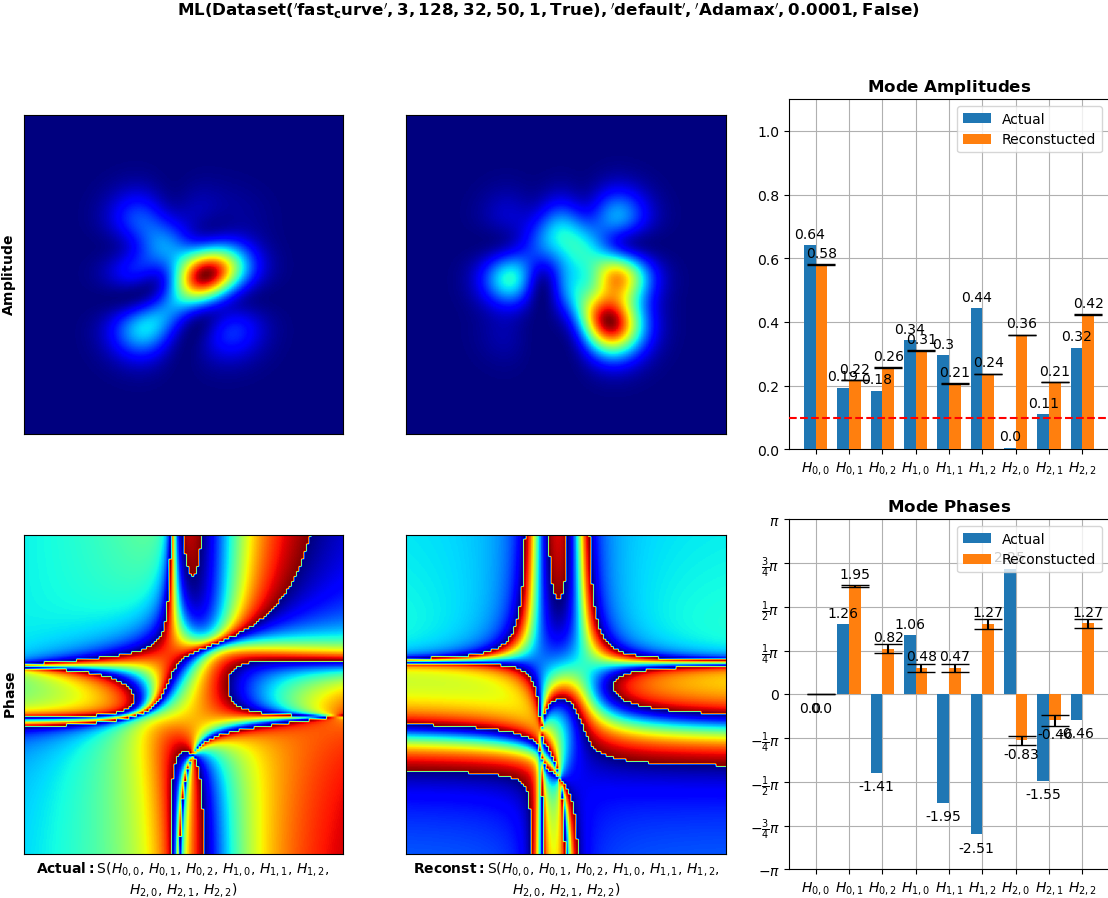 ML(Dataset('fast_curve', 3, 128, 32, 50, 1, True), 'default', 'Adamax', 0.0001, False)
Amplitude
Mode Amplitudes
Actual
Reconstucted
1.0
0.8
0.6
0.4
0.2
0.0
0.64
0.58
0.19
0.22
0.18
0.26
0.34
0.31
0.3
0.21
0.44
0.24
0.0
0.36
0.11
0.21
0.32
0.42
H0,0 H0,1 H0,2 H1,0 H1,1 H1,2 H2,0 H2,1 H2,2
Phase
Mode Phases
Actual
Reconstucted
π
3/4π
1/2π
1/4π
0
−1/4π
−1/2π
−3/4π
−π
0.0
0.0
1.26
1.95
-1.41
0.82
1.06
0.48
-1.95
0.47
-2.51
1.27
-0.83
-1.55
-0.46
-0.46
1.27
H0,0 H0,1 H0,2 H1,0 H1,1 H1,2 H2,0 H2,1 H2,2
Actual: S(H0,0, H0,1, H0,2, H1,0, H1,1, H1,2,
H2,0, H2,1, H2,2)
Reconst: S(H0,0, H0,1, H0,2, H1,0, H1,1, H1,2,
H2,0, H2,1, H2,2)